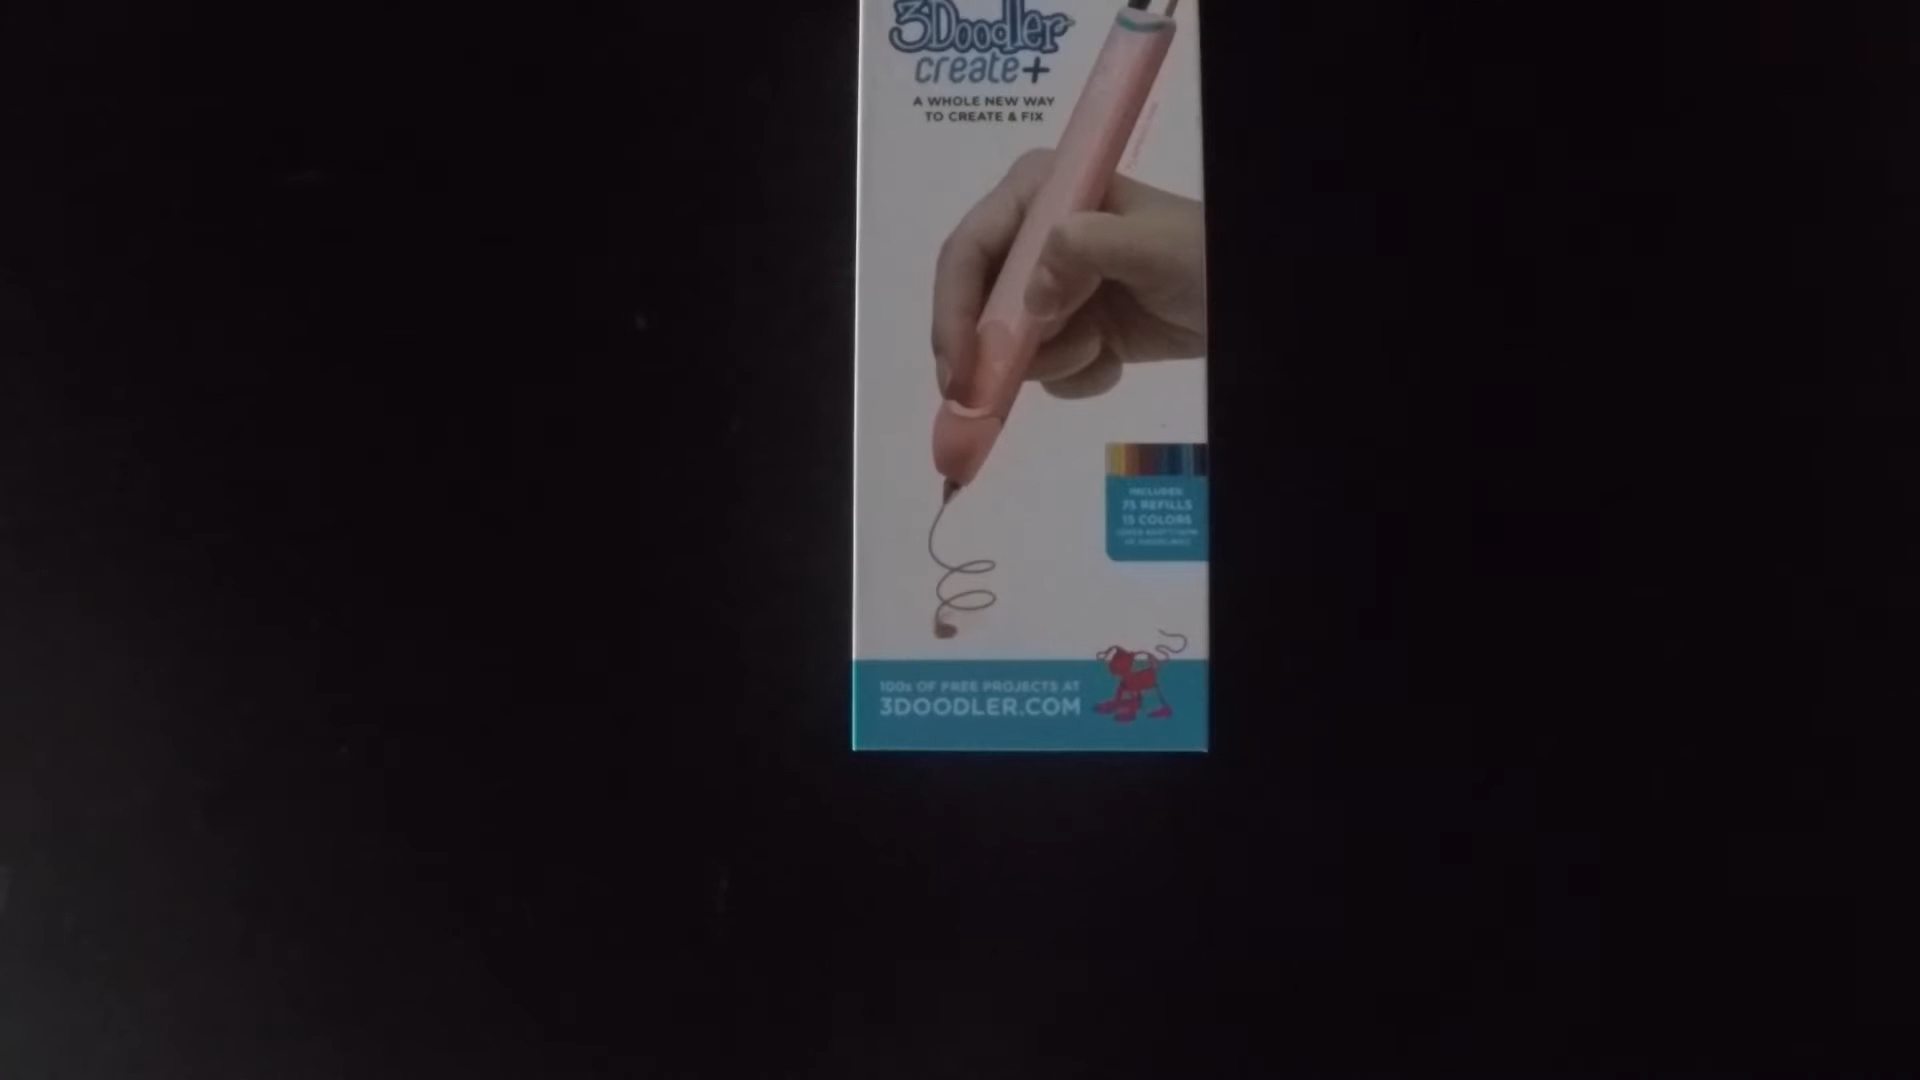 3Doodler
create+
A WHOLE NEW WAY
TO CREATE & FIX
INCLUDES
75 REFILLS
15 COLORS
100s OF FREE PROJECTS AT
3DOODLER.COM